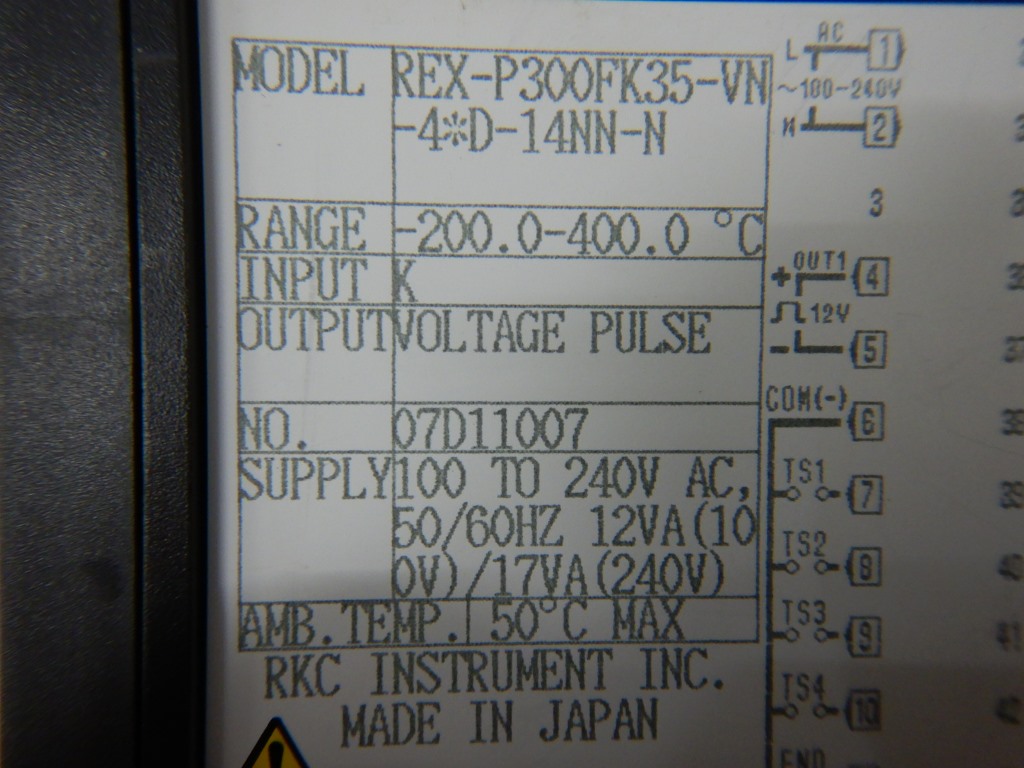 MODEL REX-P300FK35-VN
-4*D-14NN-N
RANGE -200.0-400.0 °C
INPUT K
OUTPUT VOLTAGE PULSE
NO. 07D11007
SUPPLY 100 TO 240V AC,
50/60HZ 12VA(10
0V)/17VA(240V)
AMB.TEMP. 50°C MAX
RKC INSTRUMENT INC.
MADE IN JAPAN
AC
L 1
~100-240V
N 2
3
OUT1
+ 4
12V
- 5
COM(-) 6
TS1 7
TS2 8
TS3 9
TS4 10
END